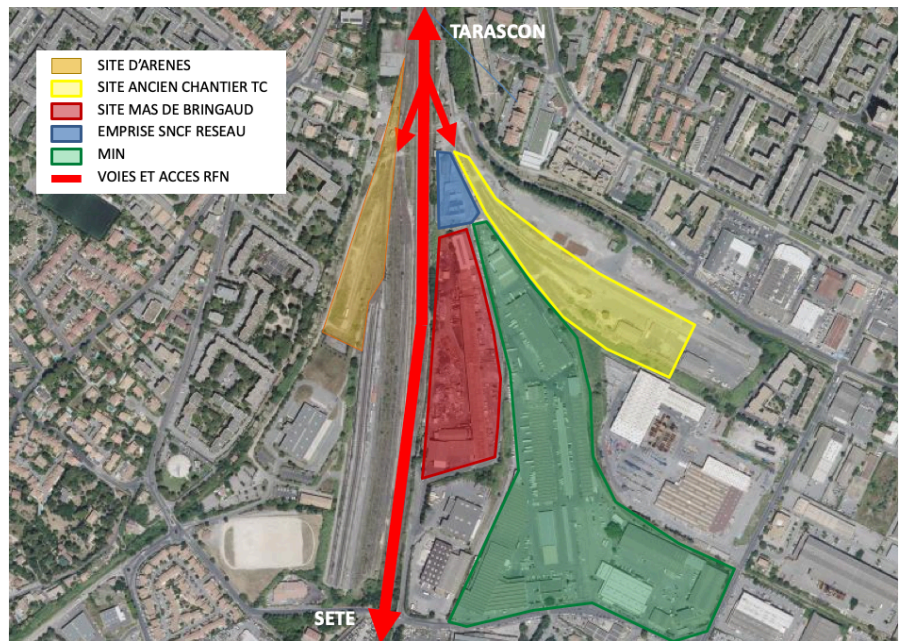 TARASCON
SITE D'ARENES
SITE ANCIEN CHANTIER TC
SITE MAS DE BRINGAUD
EMPRISE SNCF RESEAU
MIN
VOIES ET ACCES RFN
SETE